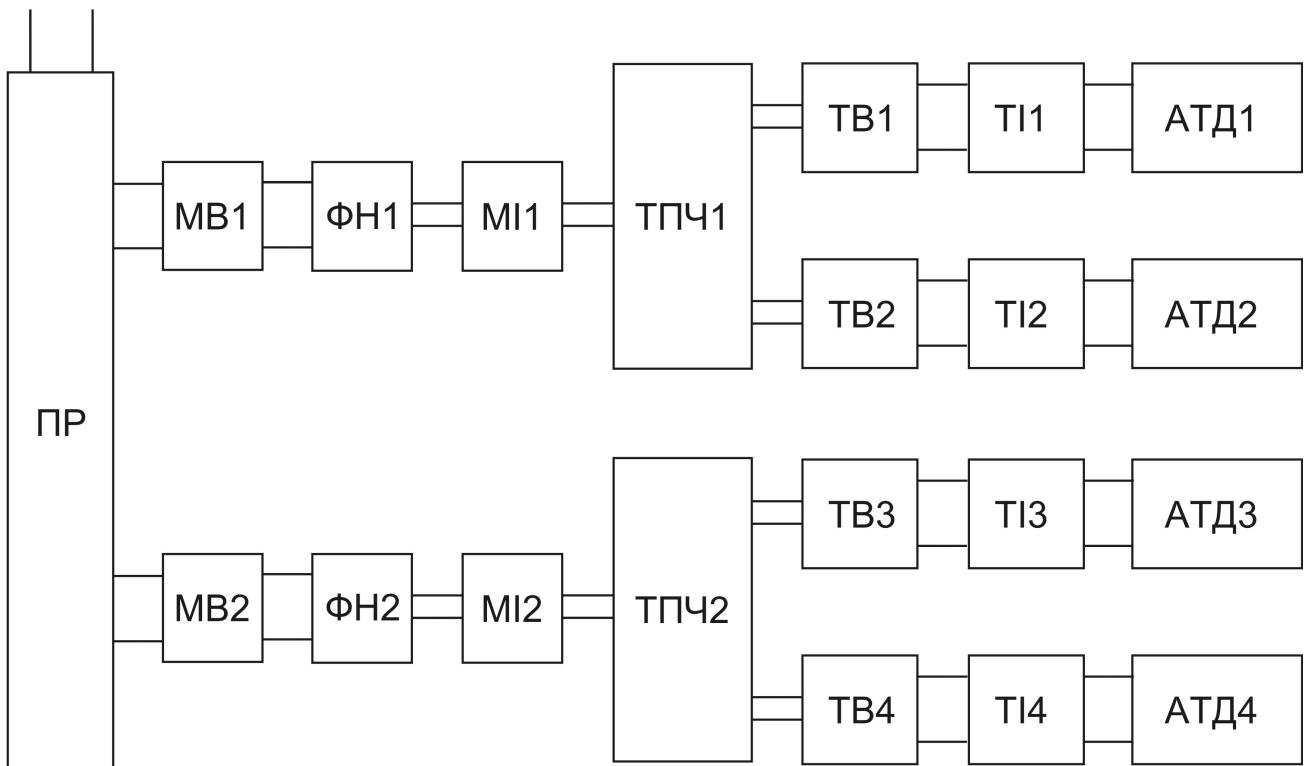 ПР
МВ1
ФН1
МІ1
ТПЧ1
ТВ1
ТІ1
АТД1
ТВ2
ТІ2
АТД2
МВ2
ФН2
МІ2
ТПЧ2
ТВ3
ТІ3
АТД3
ТВ4
ТІ4
АТД4